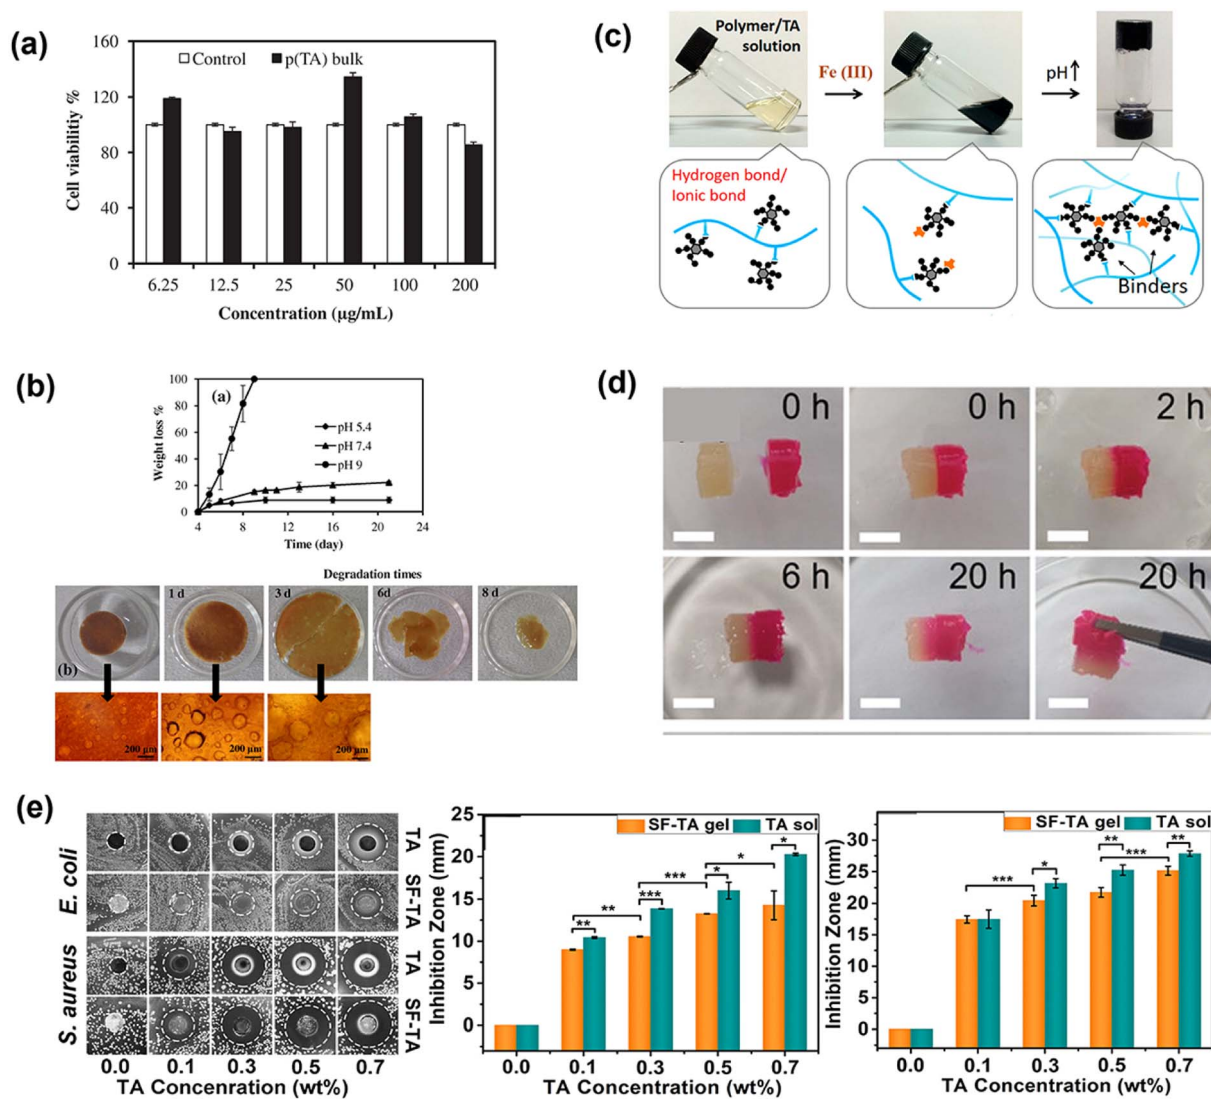 (a)
160
120
80
40
0
Cell viability %
Control
p(TA) bulk
6.25 12.5 25 50 100 200
Concentration (µg/mL)
(b)
100
80
60
40
20
0
Weight loss %
(a)
pH 5.4
pH 7.4
pH 9
4 8 12 16 20 24
Time (day)
Degradation times
1 d 3 d 6d 8 d
(b)
200 µm 200 µm 200 µm
(c)
Polymer/TA
solution
Fe (III)
pH↑
Hydrogen bond/
Ionic bond
Binders
(d)
0 h 0 h 2 h
6 h 20 h 20 h
(e)
E. coli
S. aureus
TA
SF-TA
TA
SF-TA
0.0 0.1 0.3 0.5 0.7
TA Concenration (wt%)
25
20
15
10
5
0
Inhibition Zone (mm)
SF-TA gel TA sol
** ** *** *** * * *
0.0 0.1 0.3 0.5 0.7
TA Concentration (wt%)
30
25
20
15
10
5
0
Inhibition Zone (mm)
SF-TA gel TA sol
*** * ** *** **
0.0 0.1 0.3 0.5 0.7
TA Concentration (wt%)